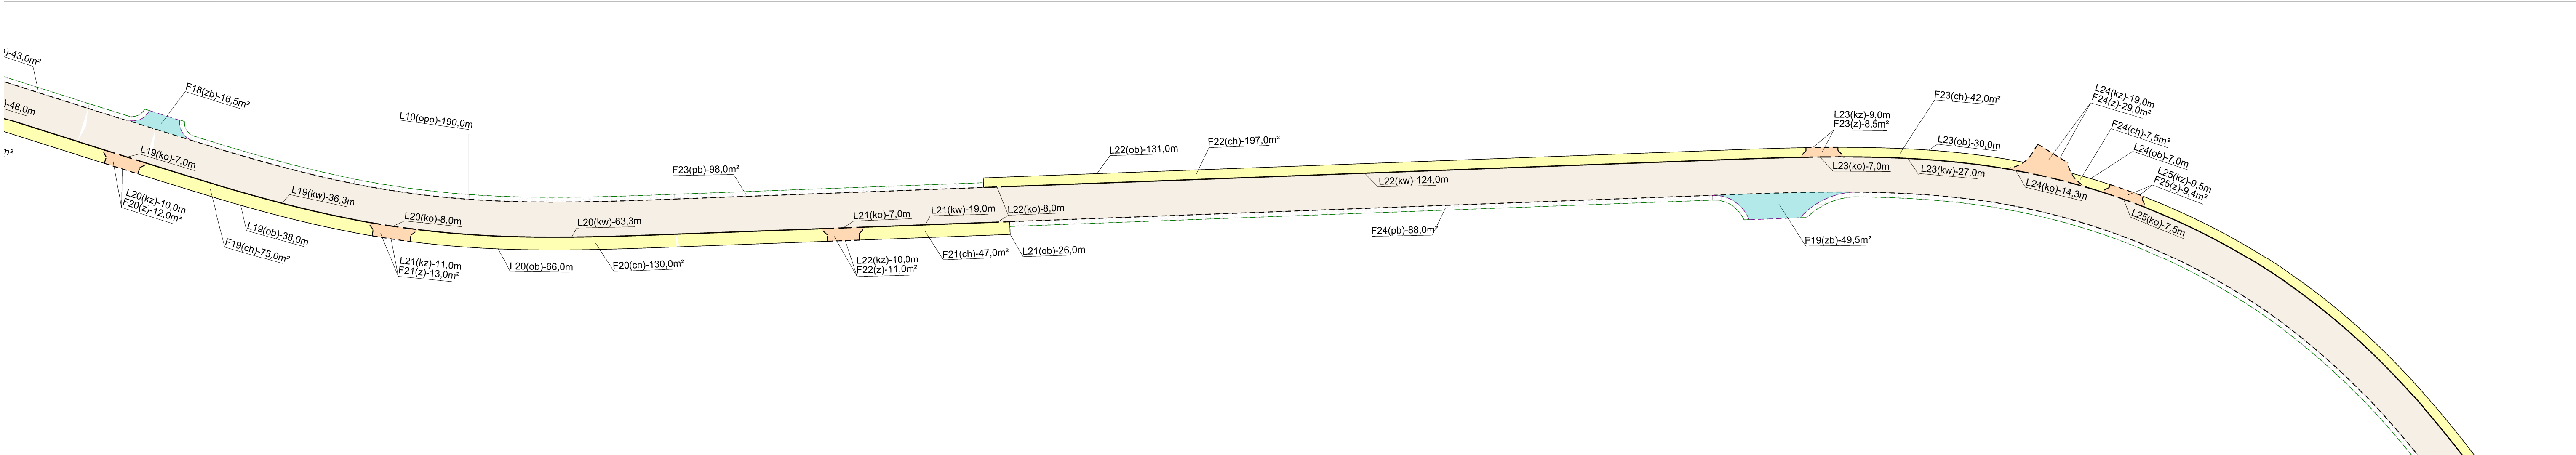 )-43,0m²
)-48,0m
m²
F18(zb)-16,5m²
L19(ko)-7,0m
L20(kz)-10,0m
F20(z)-12,0m²
L19(kw)-36,3m
L19(ob)-38,0m
F19(ch)-75,0m²
L10(opo)-190,0m
L20(ko)-8,0m
L21(kz)-11,0m
F21(z)-13,0m²
L20(kw)-63,3m
L20(ob)-66,0m
F20(ch)-130,0m²
F23(pb)-98,0m²
L21(ko)-7,0m
L21(kw)-19,0m
L22(ko)-8,0m
L22(kz)-10,0m
F22(z)-11,0m²
F21(ch)-47,0m²
L21(ob)-26,0m
L22(ob)-131,0m
F22(ch)-197,0m²
L22(kw)-124,0m
F24(pb)-88,0m²
L23(kz)-9,0m
F23(z)-8,5m²
F23(ch)-42,0m²
L23(ob)-30,0m
L23(ko)-7,0m
L23(kw)-27,0m
F19(zb)-49,5m²
L24(kz)-19,0m
F24(z)-29,0m²
F24(ch)-7,5m²
L24(ob)-7,0m
L25(kz)-9,5m
F25(z)-9,4m²
L24(ko)-14,3m
L25(ko)-7,5m